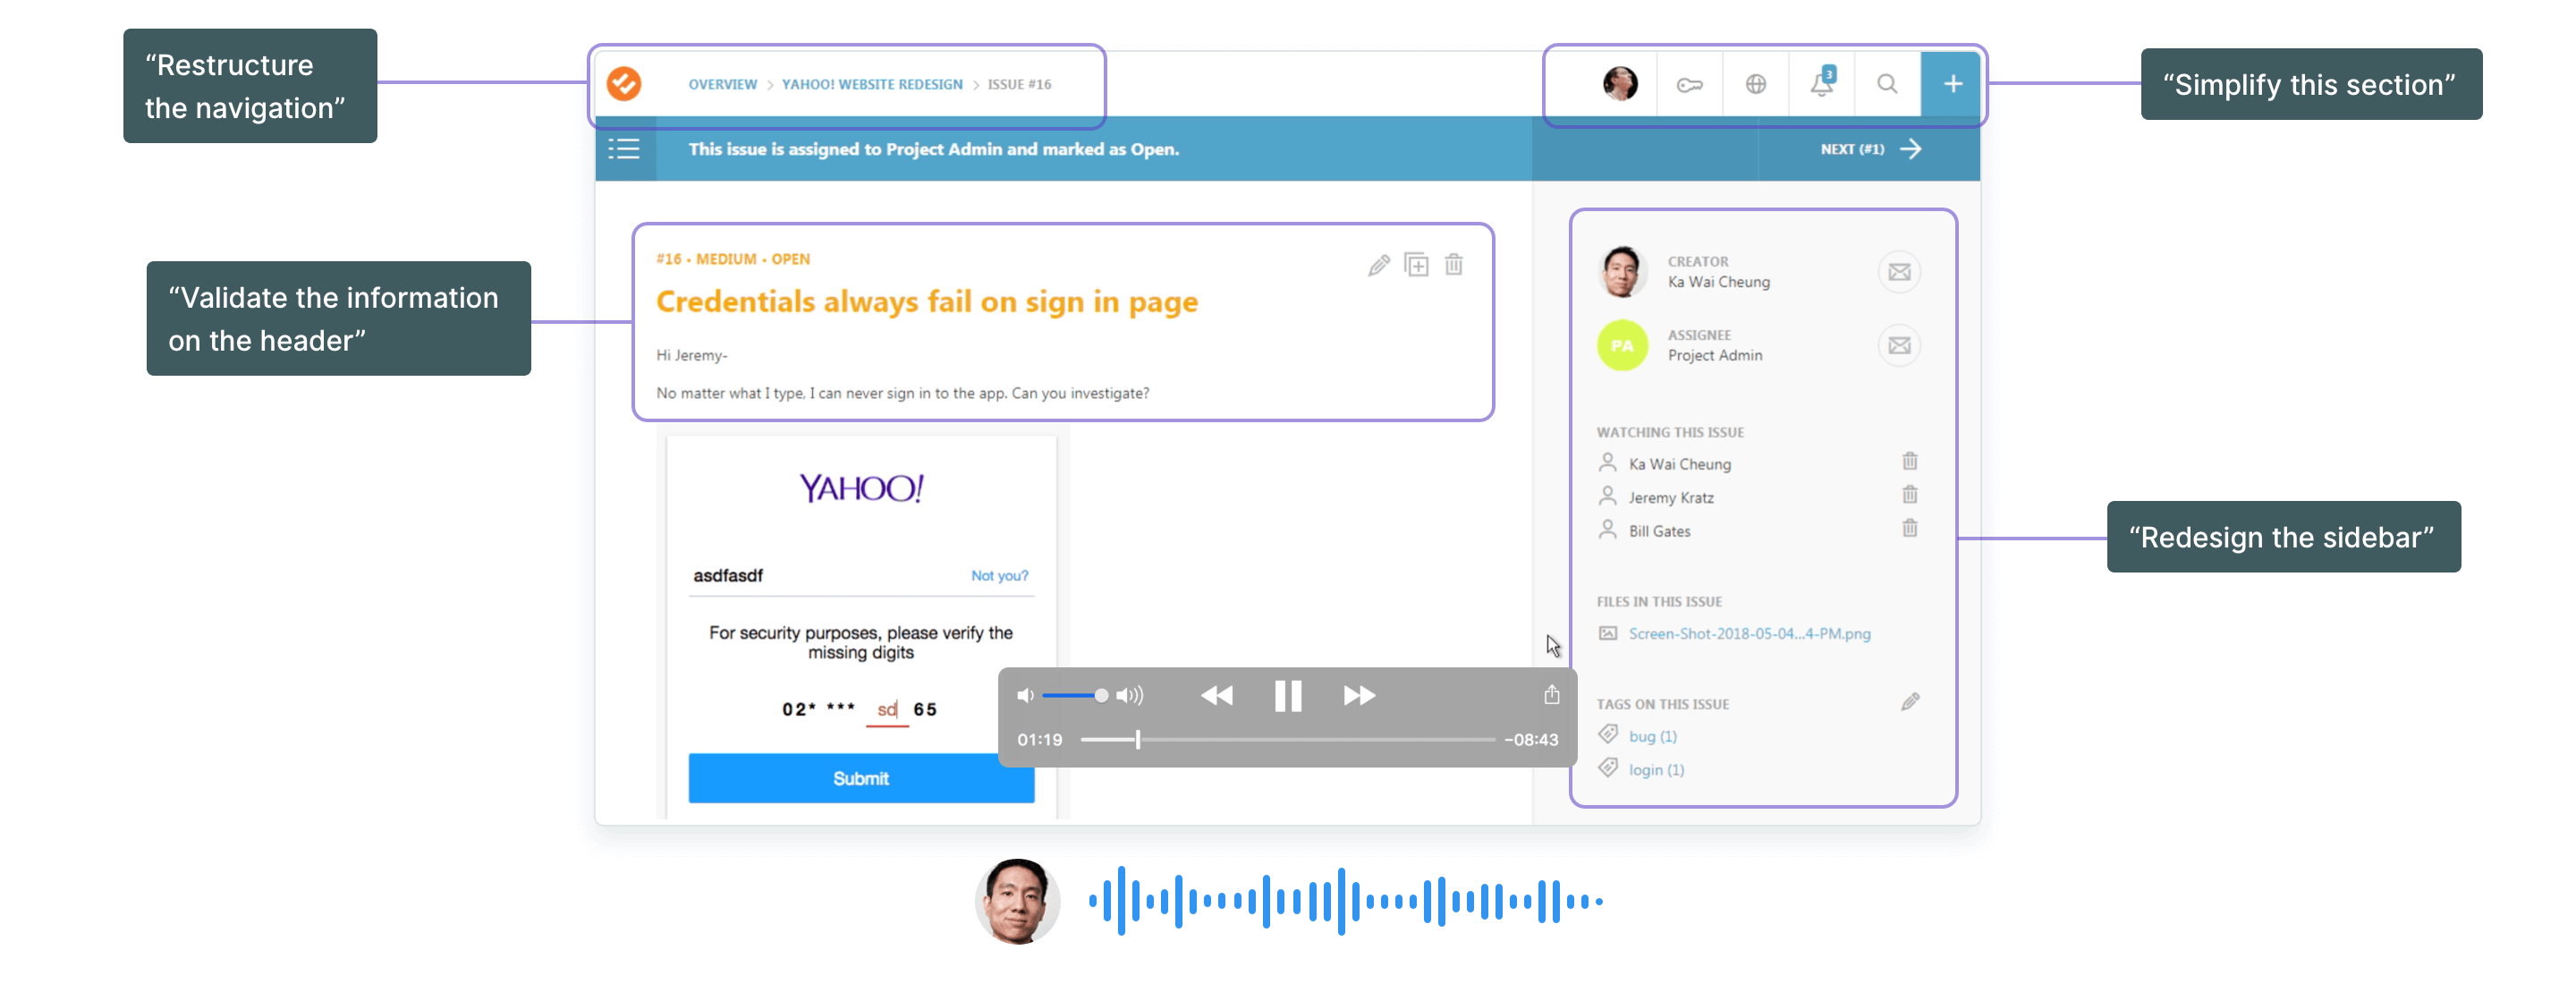 “Restructure
the navigation”
OVERVIEW > YAHOO! WEBSITE REDESIGN > ISSUE #16
3
“Simplify this section”
This issue is assigned to Project Admin and marked as Open.
NEXT (#1)
“Validate the information
on the header”
#16 • MEDIUM • OPEN
Credentials always fail on sign in page
Hi Jeremy-
No matter what I type, I can never sign in to the app. Can you investigate?
YAHOO!
asdfasdf
Not you?
For security purposes, please verify the
missing digits
02* *** sd 65
Submit
01:19
-08:43
CREATOR
Ka Wai Cheung
PA
ASSIGNEE
Project Admin
WATCHING THIS ISSUE
Ka Wai Cheung
Jeremy Kratz
Bill Gates
FILES IN THIS ISSUE
Screen-Shot-2018-05-04...4-PM.png
TAGS ON THIS ISSUE
bug (1)
login (1)
“Redesign the sidebar”